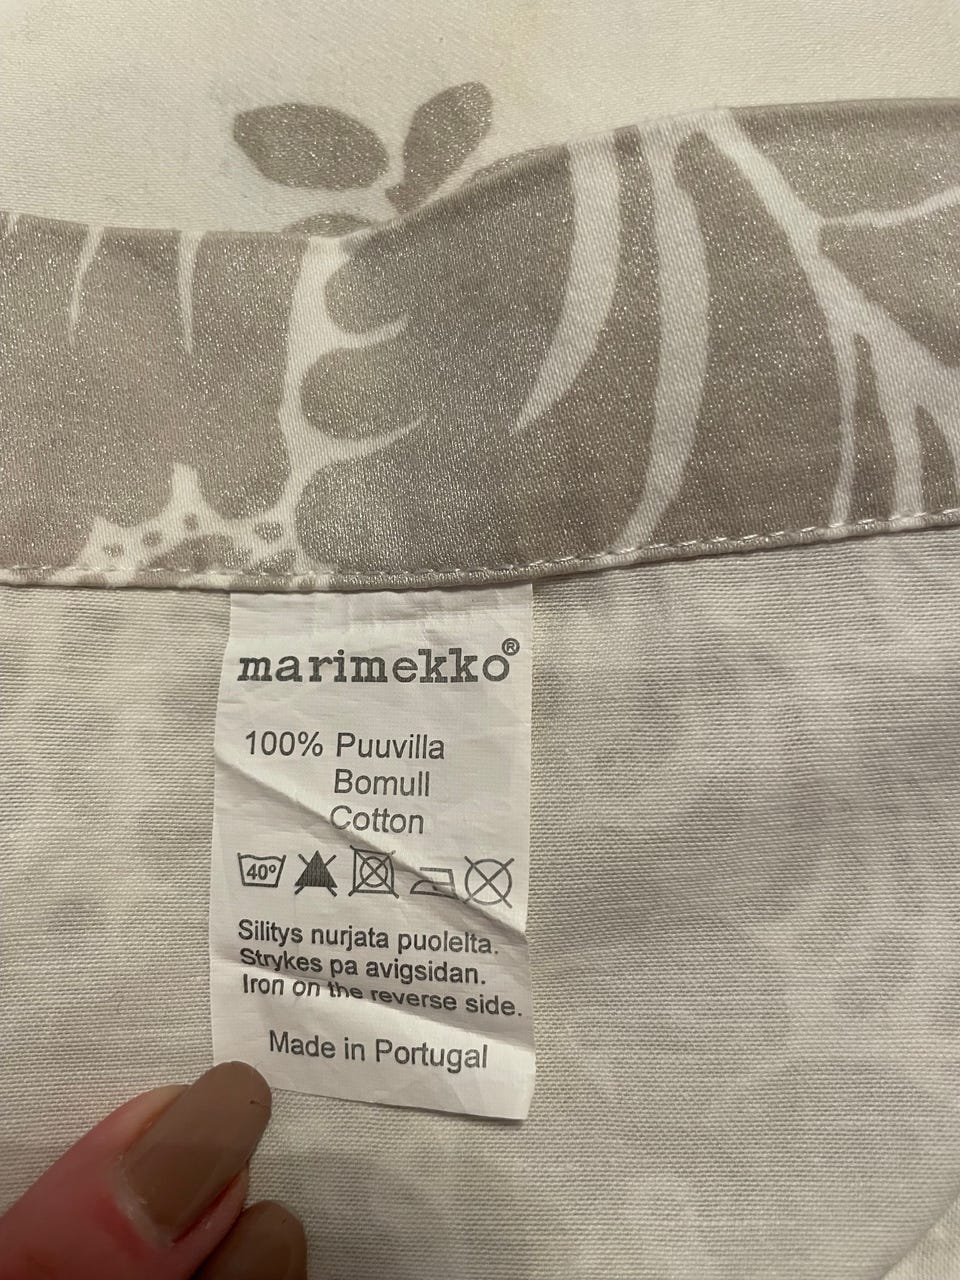 marimekko®
100% Puuvilla
Bomull
Cotton
40°
Silitys nurjata puolelta.
Strykes pa avigsidan.
Iron on the reverse side.
Made in Portugal